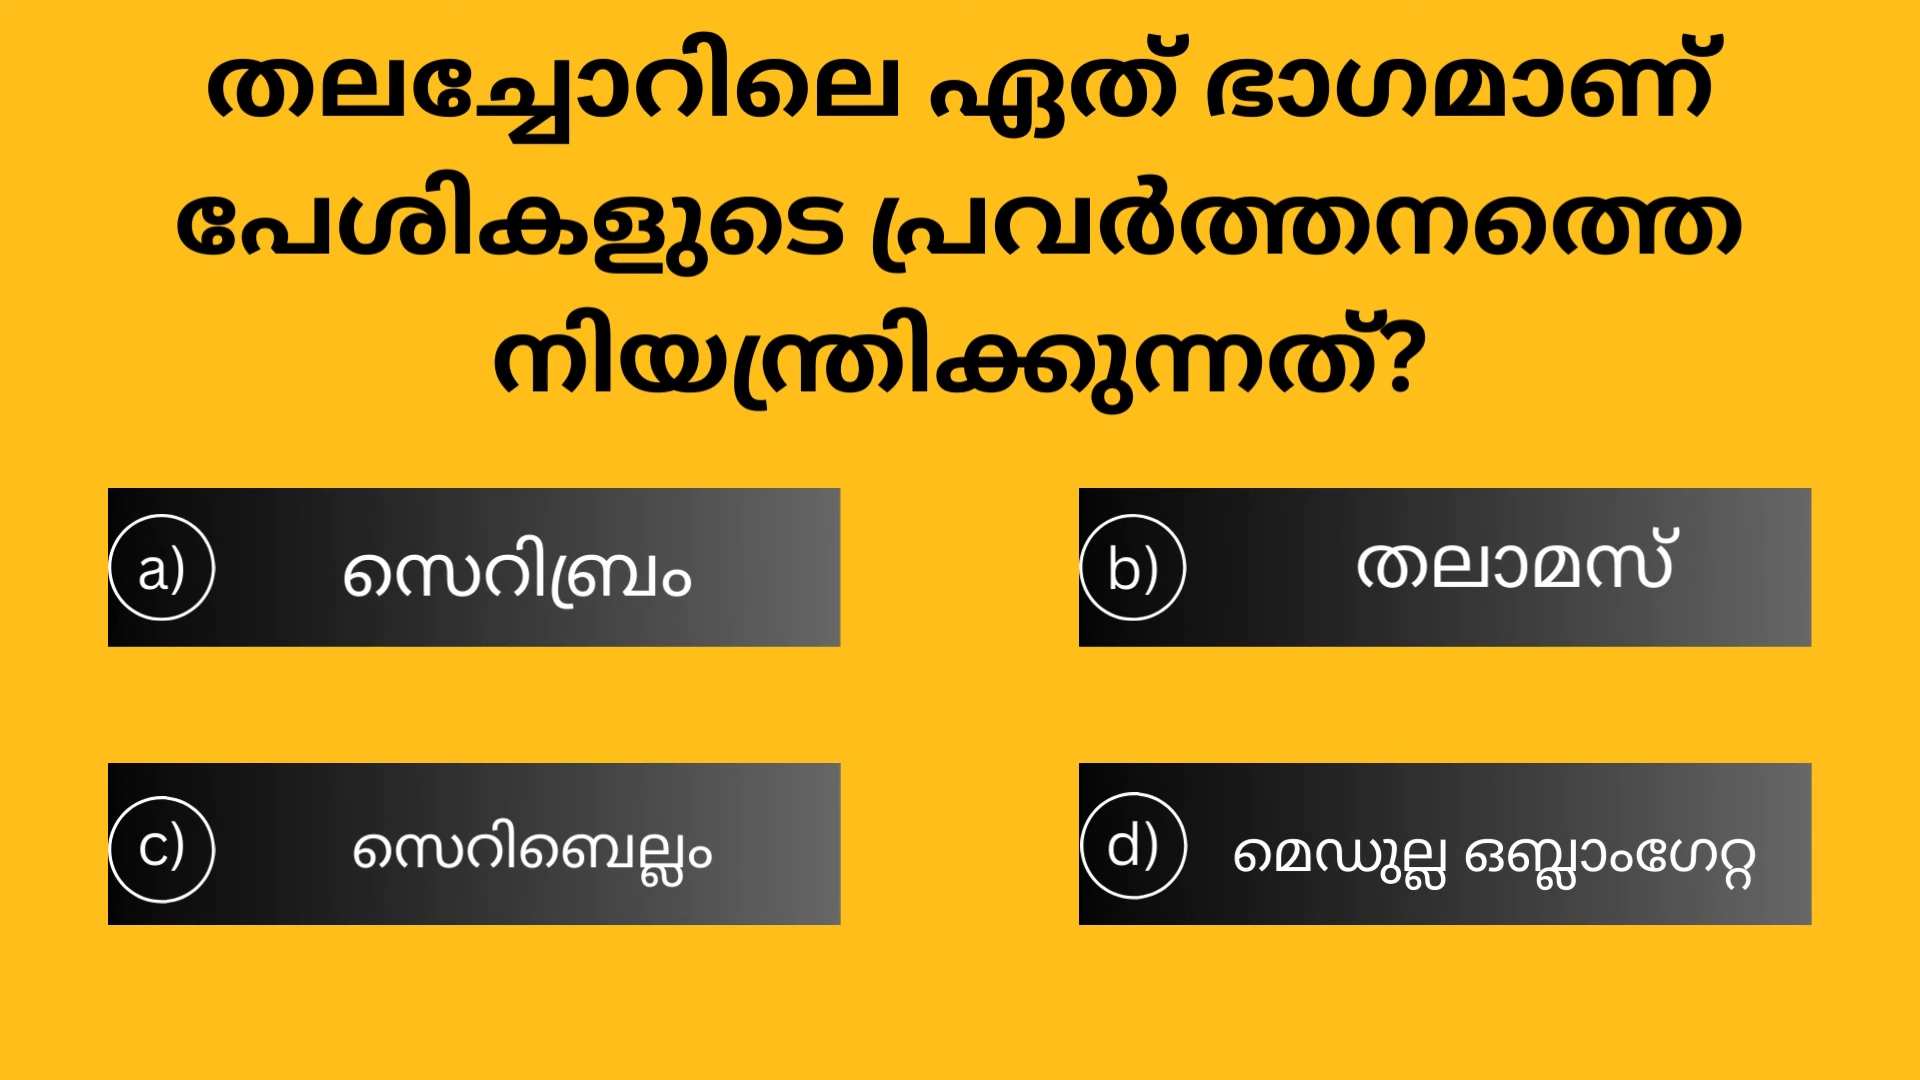 തലച്ചോറിലെ ഏത് ഭാഗമാണ്
പേശികളുടെ പ്രവർത്തനത്തെ
നിയന്ത്രിക്കുന്നത്?
a) സെറിബ്രം
b) തലാമസ്
c) സെറിബെല്ലം
d) മെഡുല്ല ഒബ്ലാംഗേറ്റ